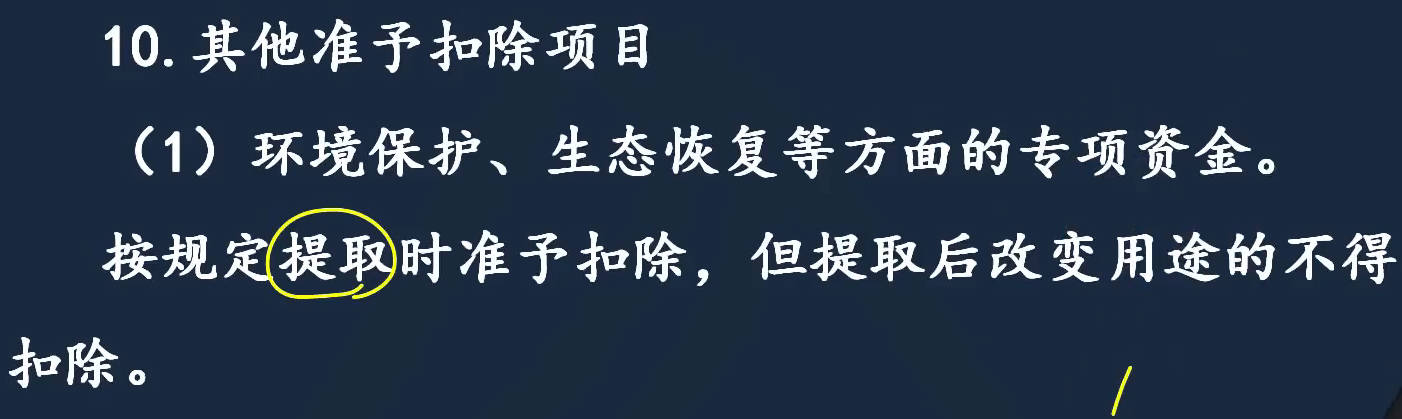 10.其他准予扣除项目
（1）环境保护、生态恢复等方面的专项资金。
按规定提取时准予扣除，但提取后改变用途的不得
扣除。